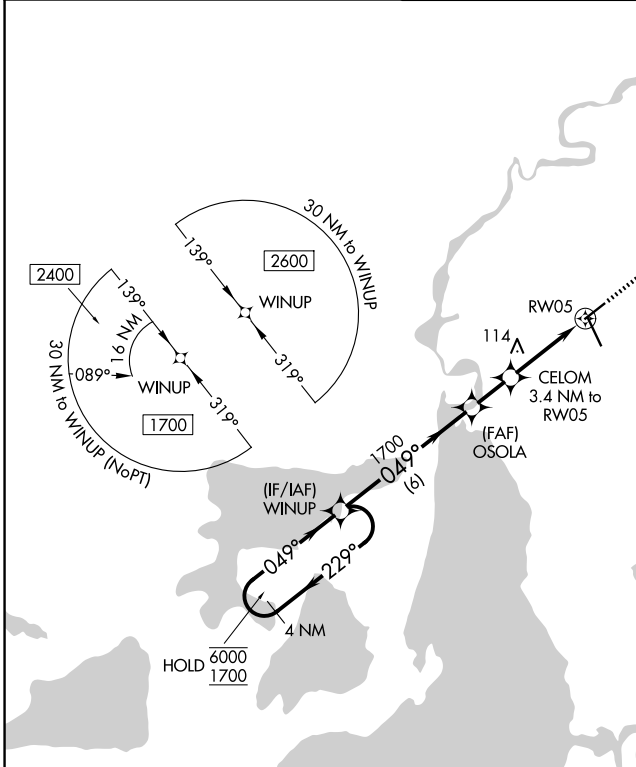 30 NM to WINUP
139°
2600
WINUP
319°
2400
139°
16 NM
089°
WINUP
1700
319°
30 NM to WINUP (NoPT)
RW05
114
CELOM
3.4 NM to
RW05
(FAF)
OSOLA
1700
049°
(6)
(IF/IAF)
WINUP
049°
229°
4 NM
HOLD 6000
1700